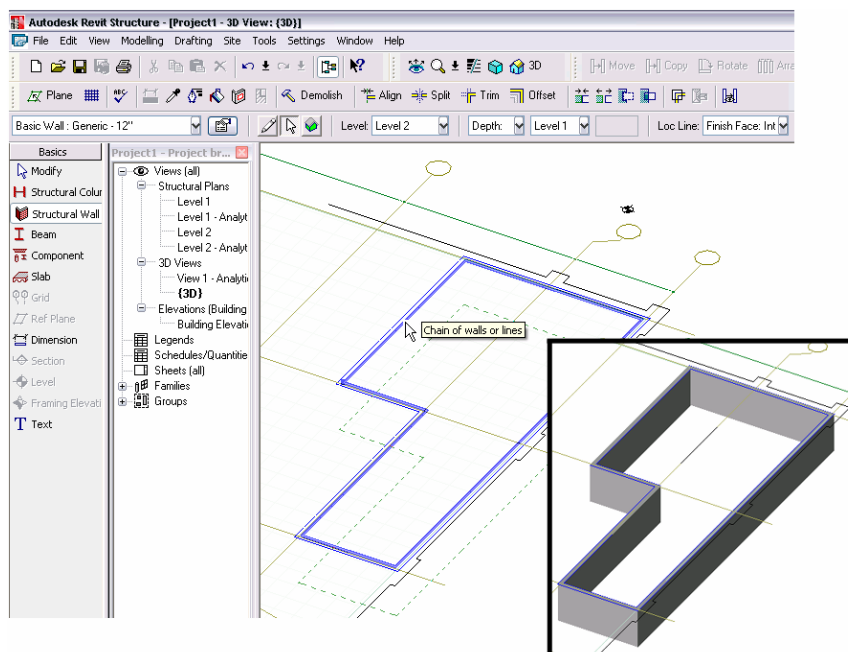 Autodesk Revit Structure - [Project1 - 3D View: {3D}]
File Edit View Modelling Drafting Site Tools Settings Window Help
3D Move Copy Rotate Arra
Plane ABC Demolish Align Split Trim Offset
Basic Wall : Generic - 12" Level: Level 2 Depth: Level 1 Loc Line: Finish Face: Int
Basics
Modify
Structural Colur
Structural Wall
Beam
Component
Slab
Grid
Ref Plane
Dimension
Section
Level
Framing Elevati
Text
Project1 - Project br...
Views (all)
Structural Plans
Level 1
Level 1 - Analyt
Level 2
Level 2 - Analyt
3D Views
View 1 - Analyti
{3D}
Elevations (Building
Building Elevati
Legends
Schedules/Quantitie
Sheets (all)
Families
Groups
Chain of walls or lines